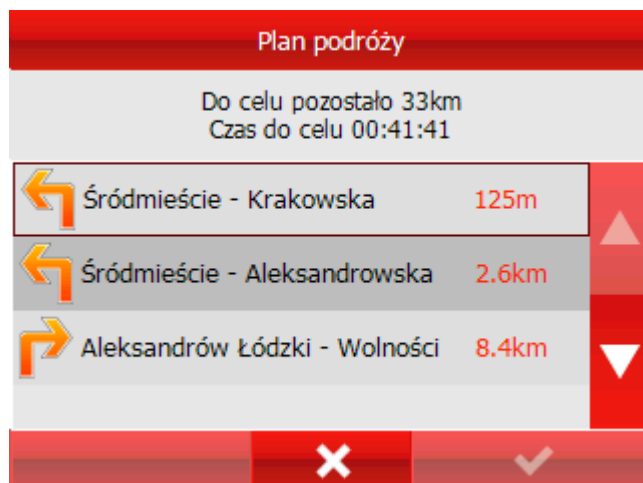 Plan podróży
Do celu pozostało 33km
Czas do celu 00:41:41
Śródmieście - Krakowska 125m
Śródmieście - Aleksandrowska 2.6km
Aleksandrów Łódzki - Wolności 8.4km